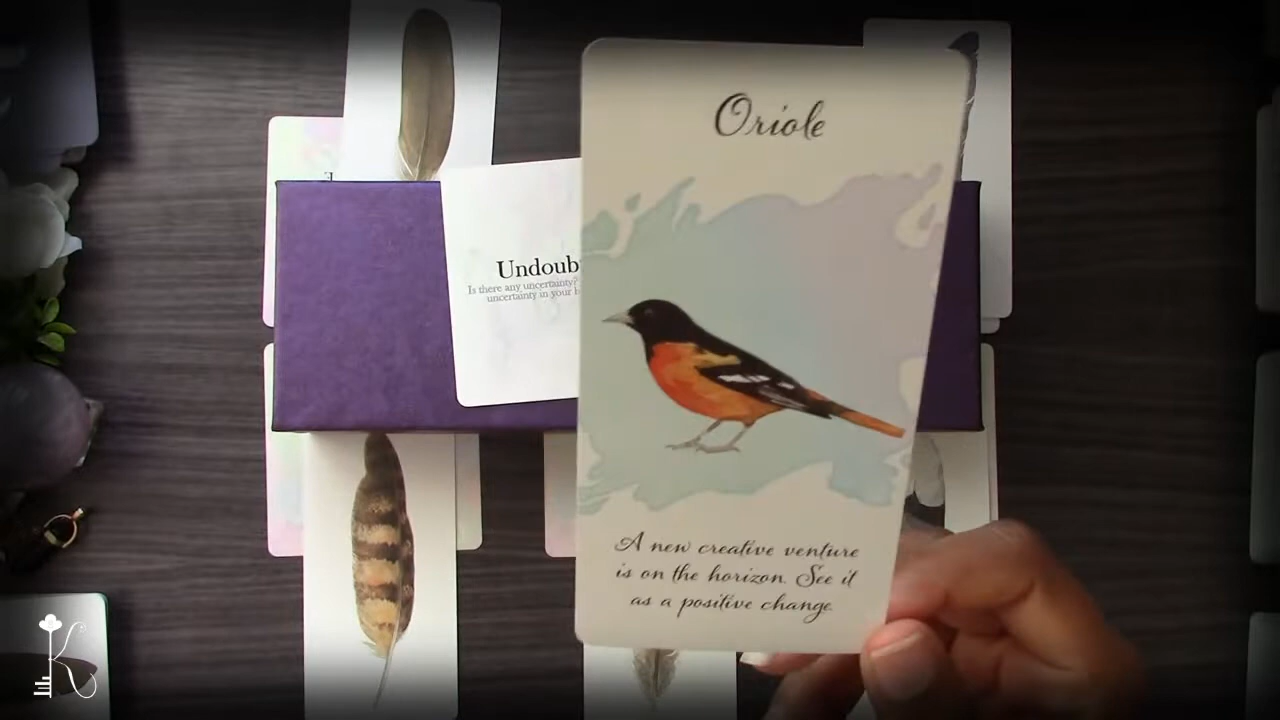 Oriole
A new creative venture
is on the horizon. See it
as a positive change.
Undoub
Is there any uncertainty?
uncertainty in your b
K